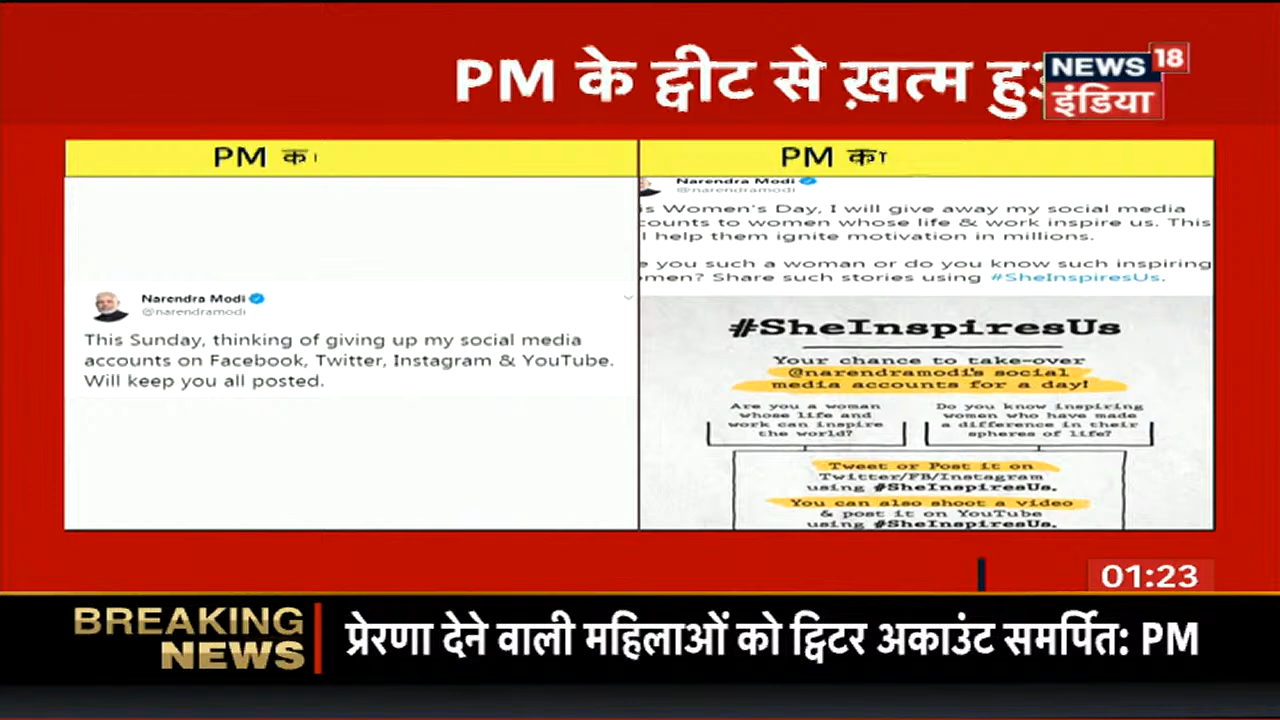 PM के ट्वीट से ख़त्म
NEWS 18
इंडिया
PM
PM का
Narendra Modi
@narendramodi
This Sunday, thinking of giving up my social media
accounts on Facebook, Twitter, Instagram & YouTube.
Will keep you all posted.
Narendra Modi
@narendramodi
Women's Day, I will give away my social media
to women whose life & work inspire us. This
help them ignite motivation in millions.
you such a woman or do you know such inspiring
Share such stories using #SheInspiresUs.
#SheInspiresUs
Your chance to take-over
@narendramodi's social
media accounts for a day!
Are you a woman
whose life and
work can inspire
the world?
Do you know inspiring
women who have made
a difference in their
spheres of life?
Tweet or Post it on
Twitter/FB/Instagram
using #SheInspiresUs.
You can also shoot a video
& post it on YouTube
using #SheInspiresUs.
01:23
BREAKING
NEWS
प्रेरणा देने वाली महिलाओं को ट्विटर अकाउंट समर्पित: PM